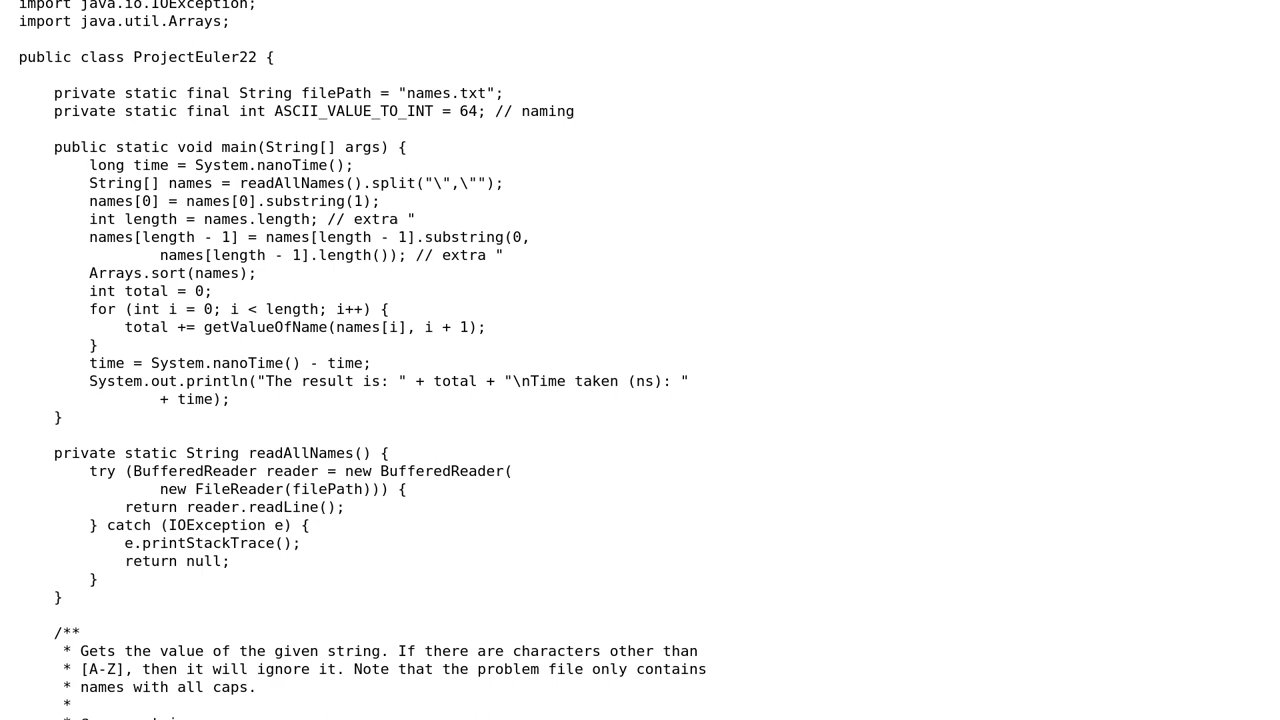 import java.io.IOException;
import java.util.Arrays;
public class ProjectEuler22 {
private static final String filePath = "names.txt";
private static final int ASCII_VALUE_TO_INT = 64; // naming
public static void main(String[] args) {
long time = System.nanoTime();
String[] names = readAllNames().split("\",\"");
names[0] = names[0].substring(1);
int length = names.length; // extra "
names[length - 1] = names[length - 1].substring(0,
names[length - 1].length()); // extra "
Arrays.sort(names);
int total = 0;
for (int i = 0; i < length; i++) {
total += getValueOfName(names[i], i + 1);
}
time = System.nanoTime() - time;
System.out.println("The result is: " + total + "\nTime taken (ns): "
+ time);
}
private static String readAllNames() {
try (BufferedReader reader = new BufferedReader(
new FileReader(filePath))) {
return reader.readLine();
} catch (IOException e) {
e.printStackTrace();
return null;
}
}
/**
* Gets the value of the given string. If there are characters other than
* [A-Z], then it will ignore it. Note that the problem file only contains
* names with all caps.
*